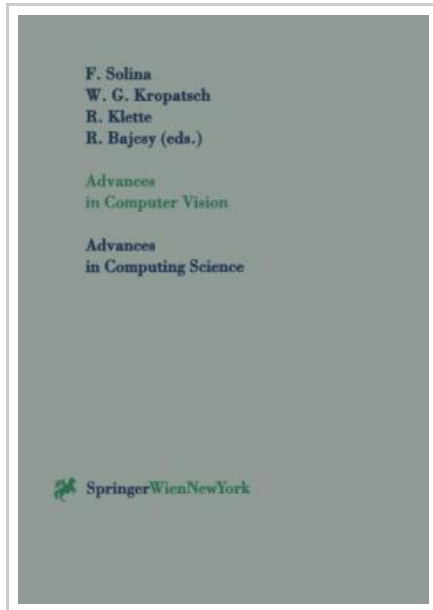 F. Solina
W. G. Kropatsch
R. Klette
R. Bajcsy (eds.)
Advances
in Computer Vision
Advances
in Computing Science
SpringerWienNewYork